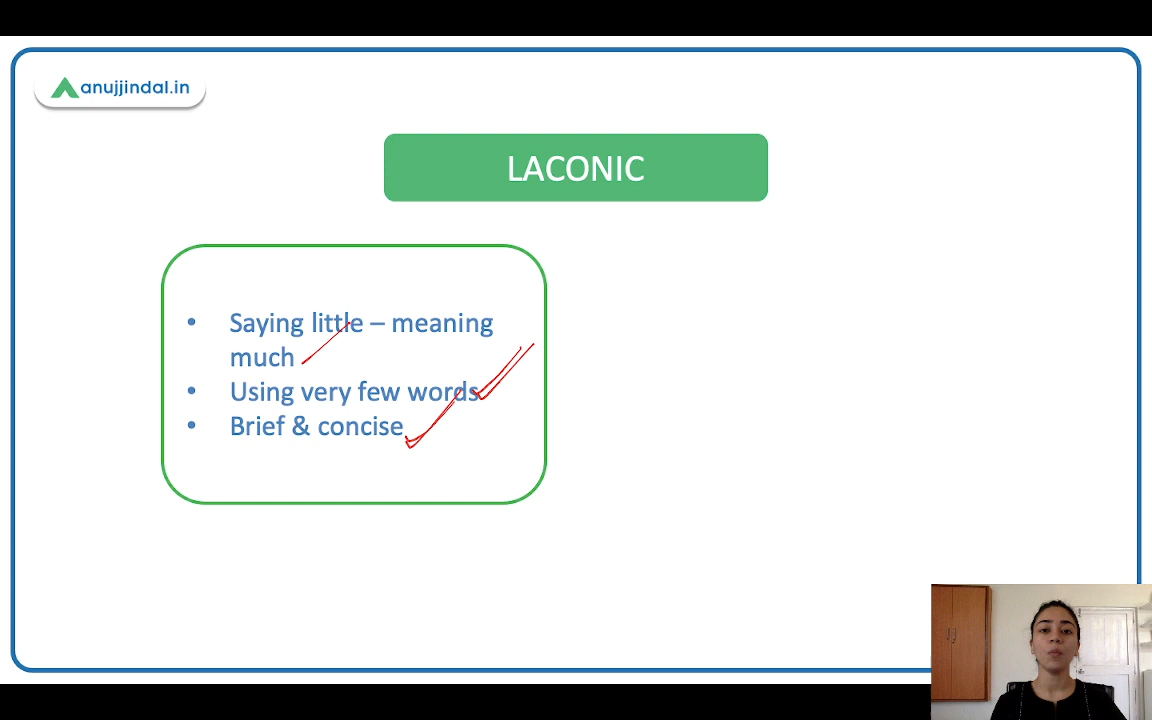 anujjindal.in
LACONIC
• Saying little – meaning
much
• Using very few words
• Brief & concise